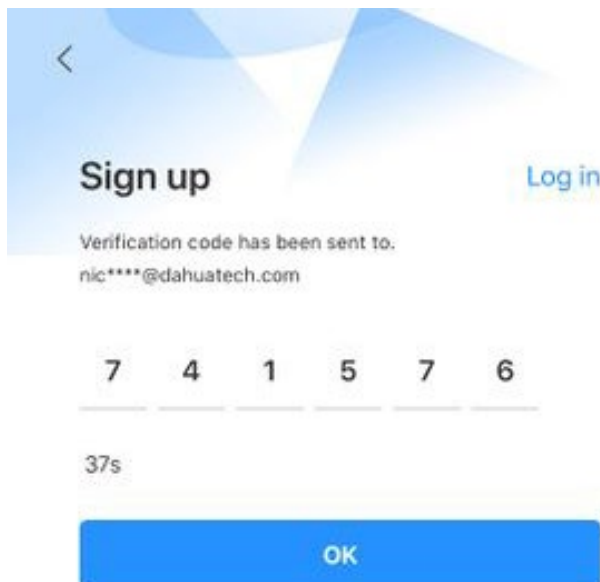 Sign up
Log in
Verification code has been sent to.
nic****@dahuatech.com
7 4 1 5 7 6
37s
OK